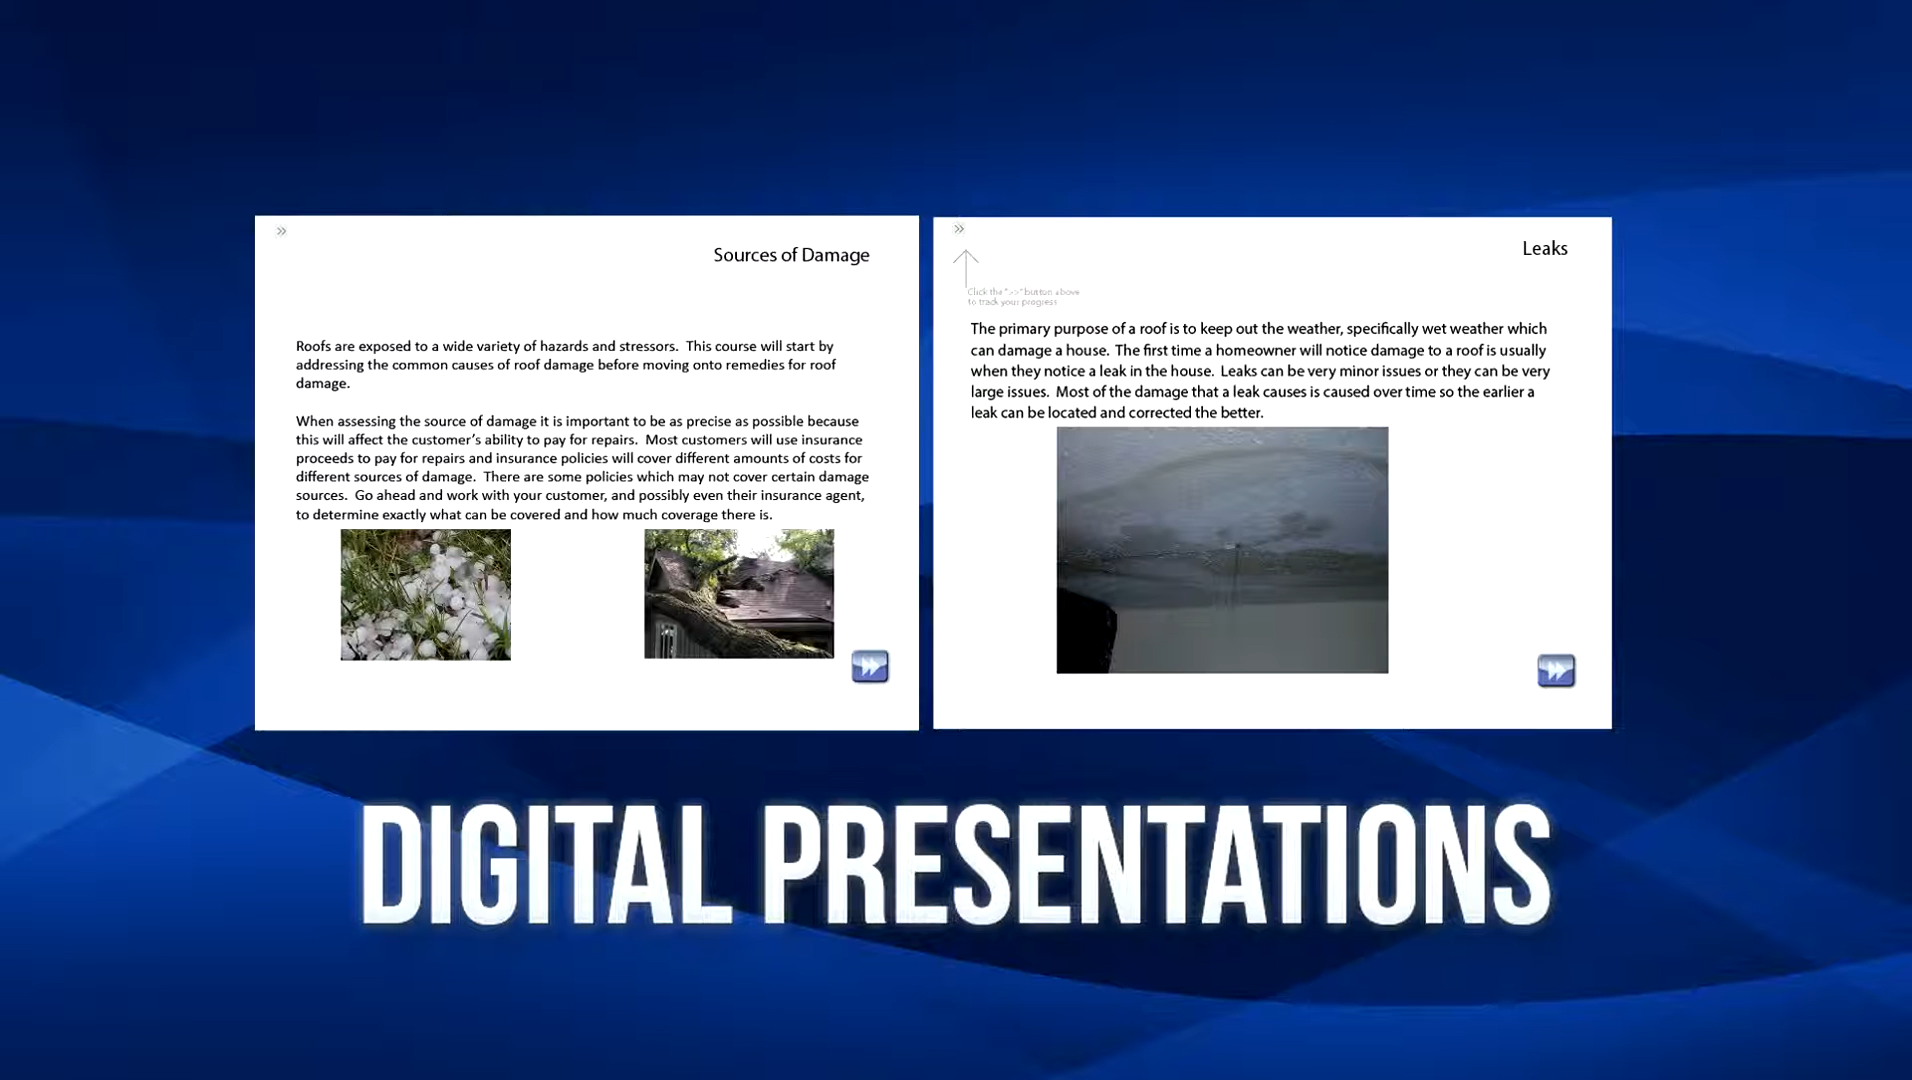 »
Sources of Damage
Roofs are exposed to a wide variety of hazards and stressors.  This course will start by
addressing the common causes of roof damage before moving onto remedies for roof
damage.
When assessing the source of damage it is important to be as precise as possible because
this will affect the customer’s ability to pay for repairs.  Most customers will use insurance
proceeds to pay for repairs and insurance policies will cover different amounts of costs for
different sources of damage.  There are some policies which may not cover certain damage
sources.  Go ahead and work with your customer, and possibly even their insurance agent,
to determine exactly what can be covered and how much coverage there is.
»
Leaks
Click the ">>" button above
to track your progress
The primary purpose of a roof is to keep out the weather, specifically wet weather which
can damage a house.  The first time a homeowner will notice damage to a roof is usually
when they notice a leak in the house.  Leaks can be very minor issues or they can be very
large issues.  Most of the damage that a leak causes is caused over time so the earlier a
leak can be located and corrected the better.
DIGITAL PRESENTATIONS